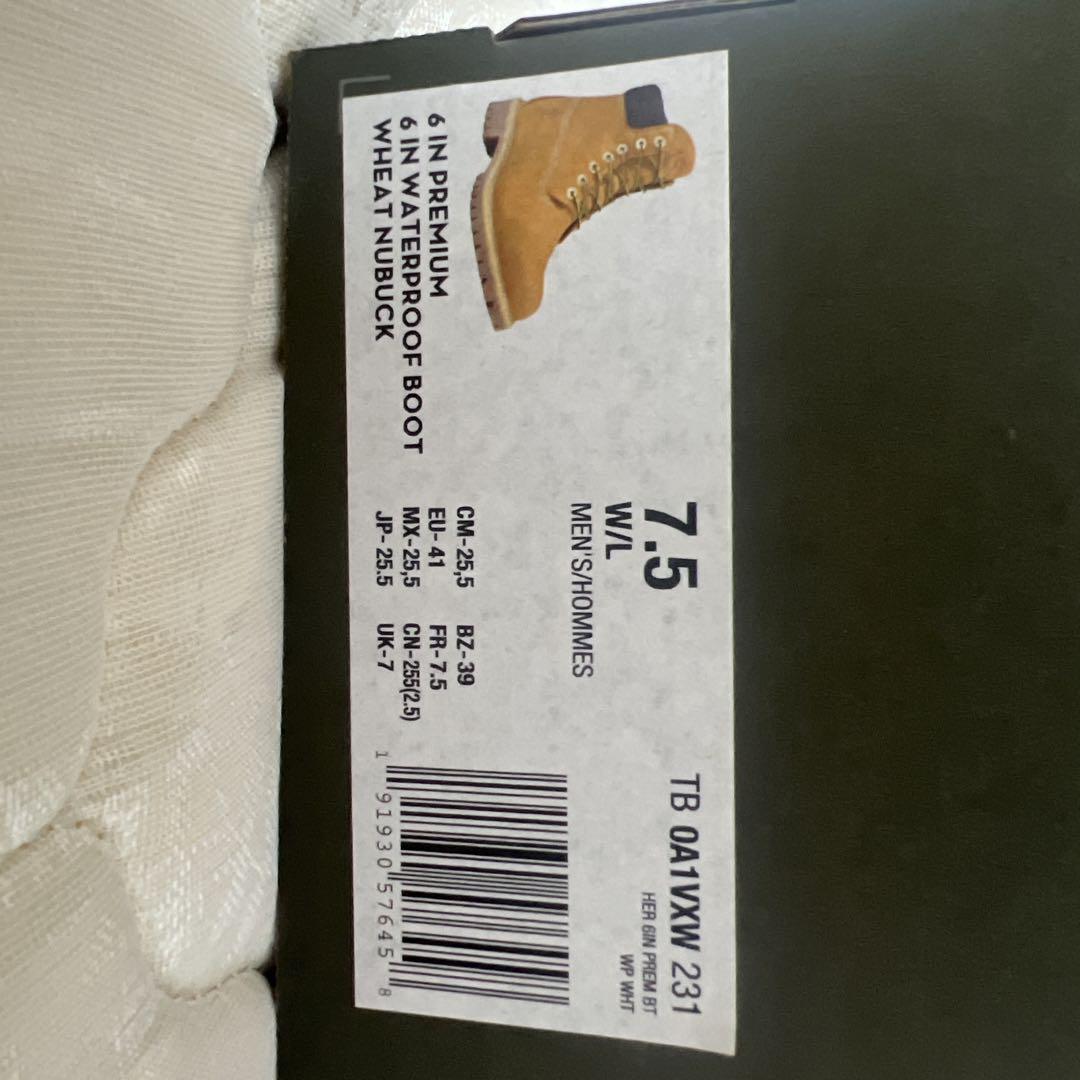 6 IN PREMIUM
6 IN WATERPROOF BOOT
WHEAT NUBUCK
7.5
W/L
MEN'S/HOMMES
CM-25,5 BZ-39
EU-41 FR-7.5
MX-25,5 CN-255(2.5)
JP-25.5 UK-7
TB 0A1VXW 231
HER 6IN PREM BT
WP WHT
1 91930 57645 8